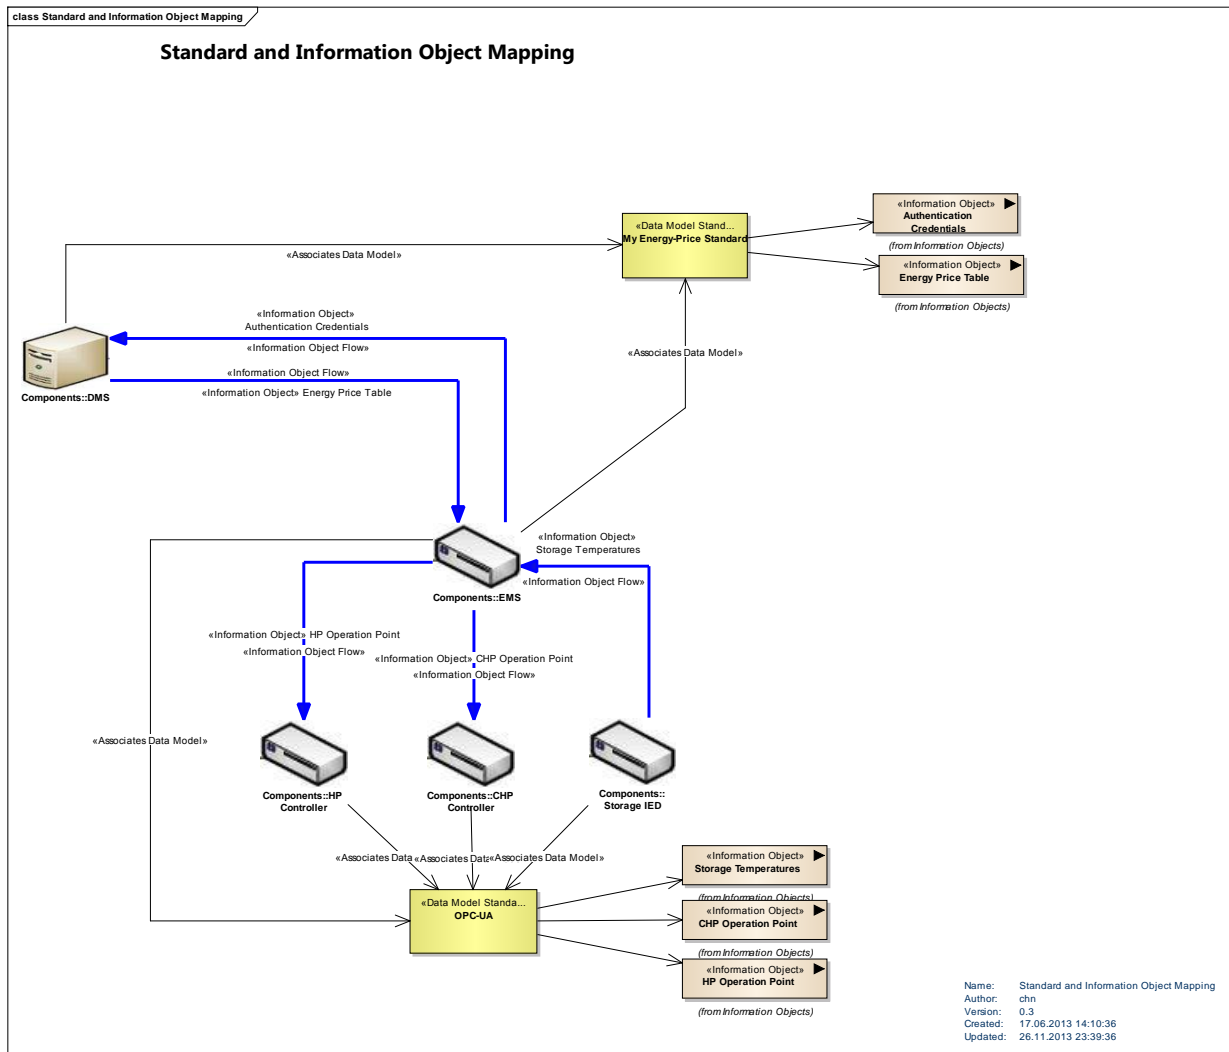 class Standard and Information Object Mapping
Standard and Information Object Mapping
«Information Object»
Authentication
Credentials
(from Information Objects)
«Data Model Stand...
My Energy-Price Standard
«Information Object»
Energy Price Table
(from Information Objects)
«Associates Data Model»
«Information Object»
Authentication Credentials
«Information Object Flow»
«Associates Data Model»
«Information Object Flow»
«Information Object» Energy Price Table
Components::DMS
«Information Object»
Storage Temperatures
«Information Object Flow»
Components::EMS
«Information Object» HP Operation Point
«Information Object Flow»
«Information Object» CHP Operation Point
«Information Object Flow»
«Associates Data Model»
Components::HP
Controller
Components::CHP
Controller
Components::
Storage IED
«Associates Data
«Associates Data
«Associates Data Model»
«Information Object»
Storage Temperatures
(from Information Objects)
«Data Model Standa...
OPC-UA
«Information Object»
CHP Operation Point
(from Information Objects)
«Information Object»
HP Operation Point
(from Information Objects)
Name: Standard and Information Object Mapping
Author: chn
Version: 0.3
Created: 17.06.2013 14:10:36
Updated: 26.11.2013 23:39:36